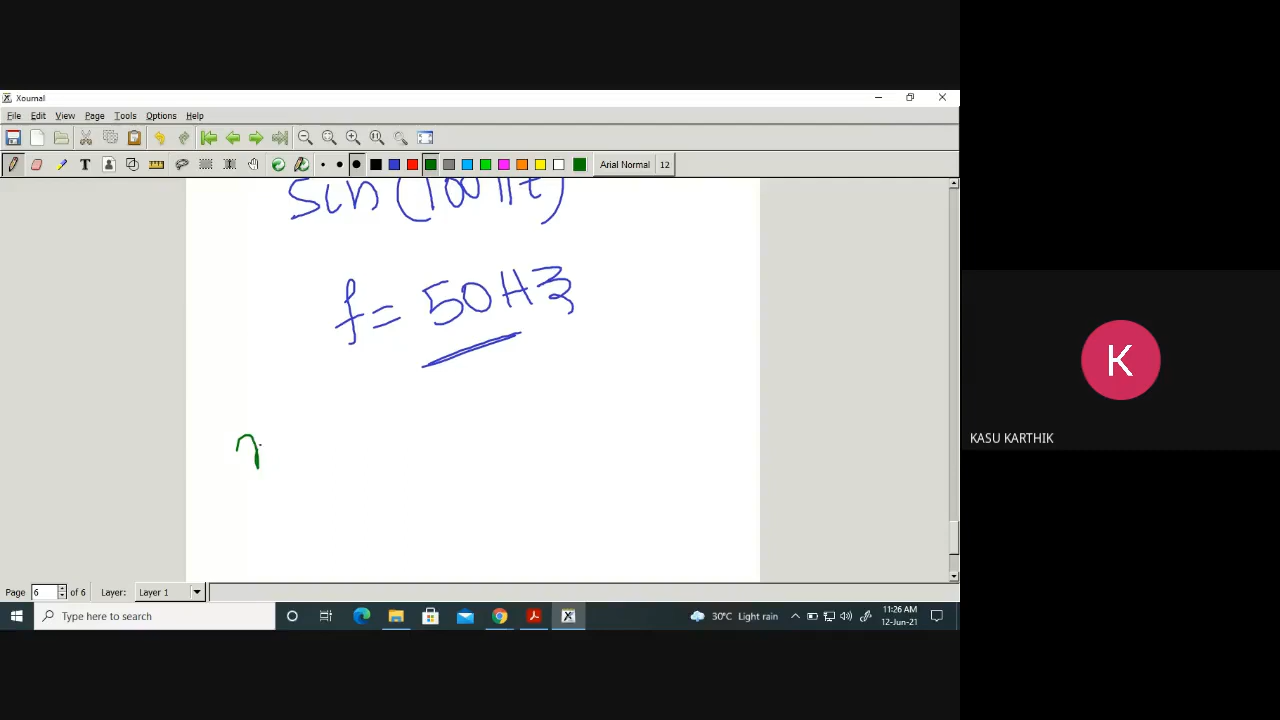 Xournal
File Edit View Page Tools Options Help
Arial Normal 12
Sin (100πt)
f = 50Hz
Page 6 of 6 Layer: Layer 1
Type here to search
30°C Light rain
11:26 AM
12-Jun-21
K
KASU KARTHIK